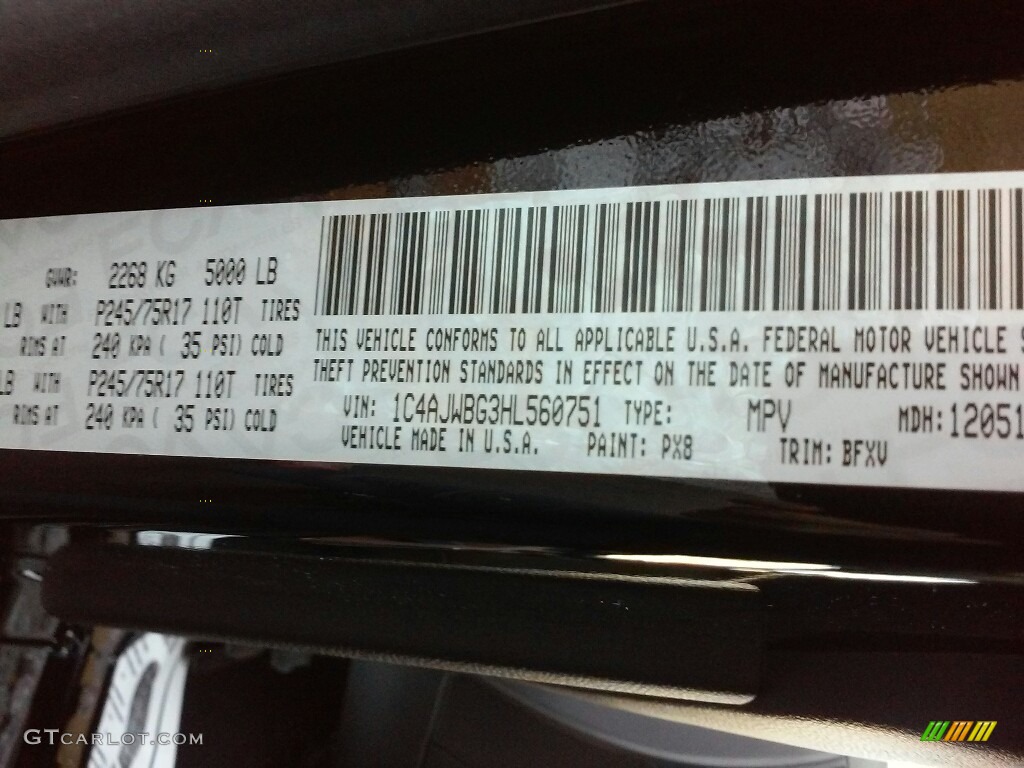 GVWR: 2268 KG 5000 LB
LB WITH P245/75R17 110T TIRES
RIMS AT 240 KPA ( 35 PSI) COLD
LB WITH P245/75R17 110T TIRES
RIMS AT 240 KPA ( 35 PSI) COLD
THIS VEHICLE CONFORMS TO ALL APPLICABLE U.S.A. FEDERAL MOTOR VEHICLE S
THEFT PREVENTION STANDARDS IN EFFECT ON THE DATE OF MANUFACTURE SHOWN
VIN: 1C4AJWBG3HL560751 TYPE: MPV MDH: 12051
VEHICLE MADE IN U.S.A. PAINT: PX8 TRIM: BFXV
GTCARLOT.COM